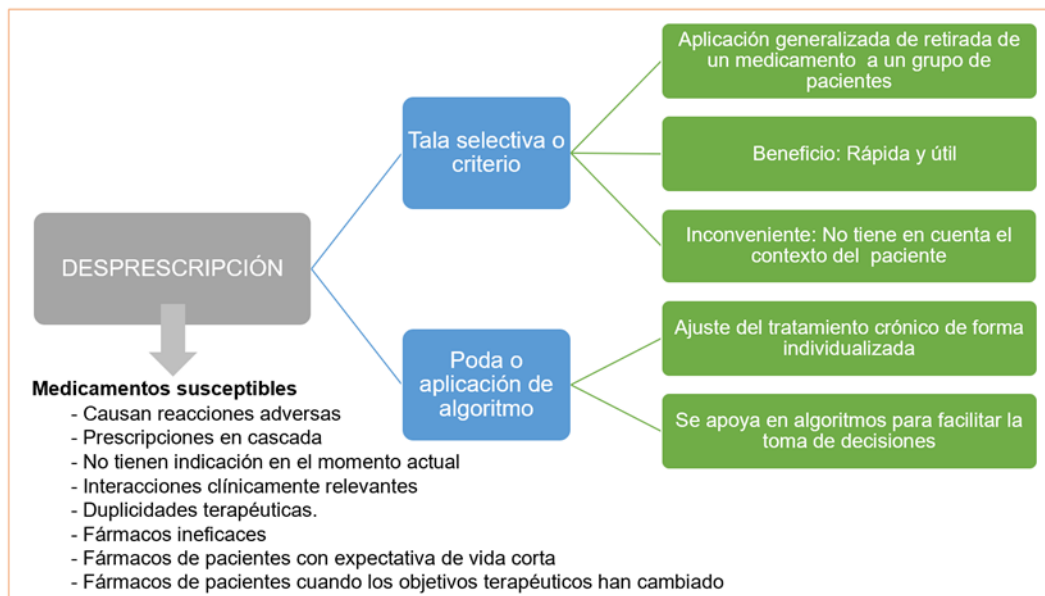 DESPRESCRIPCIÓN
Medicamentos susceptibles
- Causan reacciones adversas
- Prescripciones en cascada
- No tienen indicación en el momento actual
- Interacciones clínicamente relevantes
- Duplicidades terapéuticas.
- Fármacos ineficaces
- Fármacos de pacientes con expectativa de vida corta
- Fármacos de pacientes cuando los objetivos terapéuticos han cambiado
Tala selectiva o
criterio
Aplicación generalizada de retirada de
un medicamento a un grupo de
pacientes
Beneficio: Rápida y útil
Inconveniente: No tiene en cuenta el
contexto del paciente
Poda o
aplicación de
algoritmo
Ajuste del tratamiento crónico de forma
individualizada
Se apoya en algoritmos para facilitar la
toma de decisiones